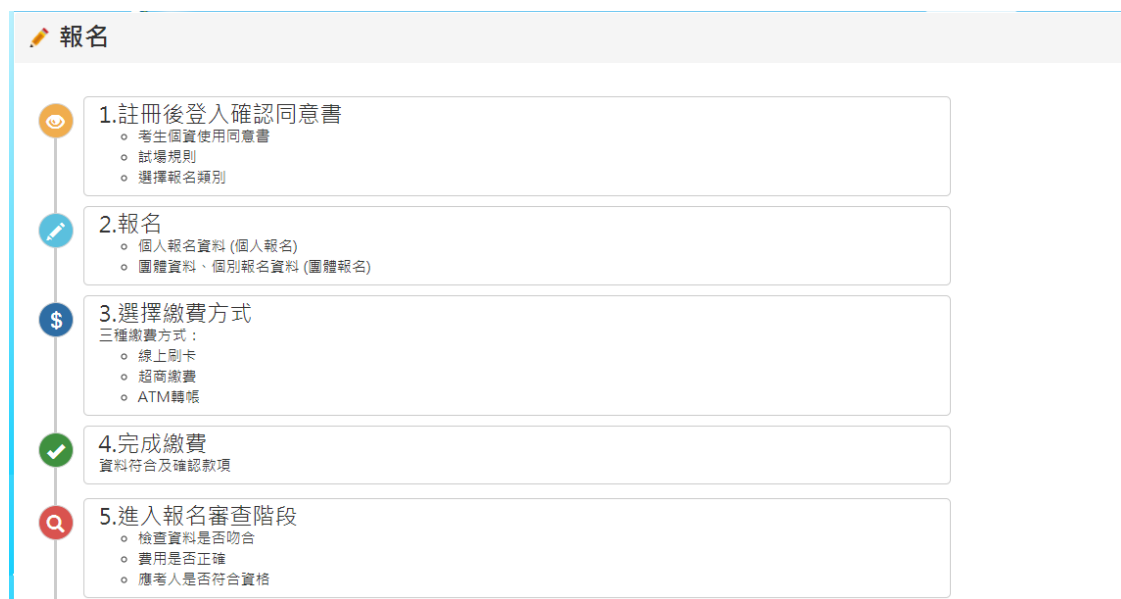 報名
1.註冊後登入確認同意書
考生個資使用同意書
試場規則
選擇報名類別
2.報名
個人報名資料 (個人報名)
團體資料、個別報名資料 (團體報名)
3.選擇繳費方式
三種繳費方式：
線上刷卡
超商繳費
ATM轉帳
4.完成繳費
資料符合及確認款項
5.進入報名審查階段
檢查資料是否吻合
費用是否正確
應考人是否符合資格